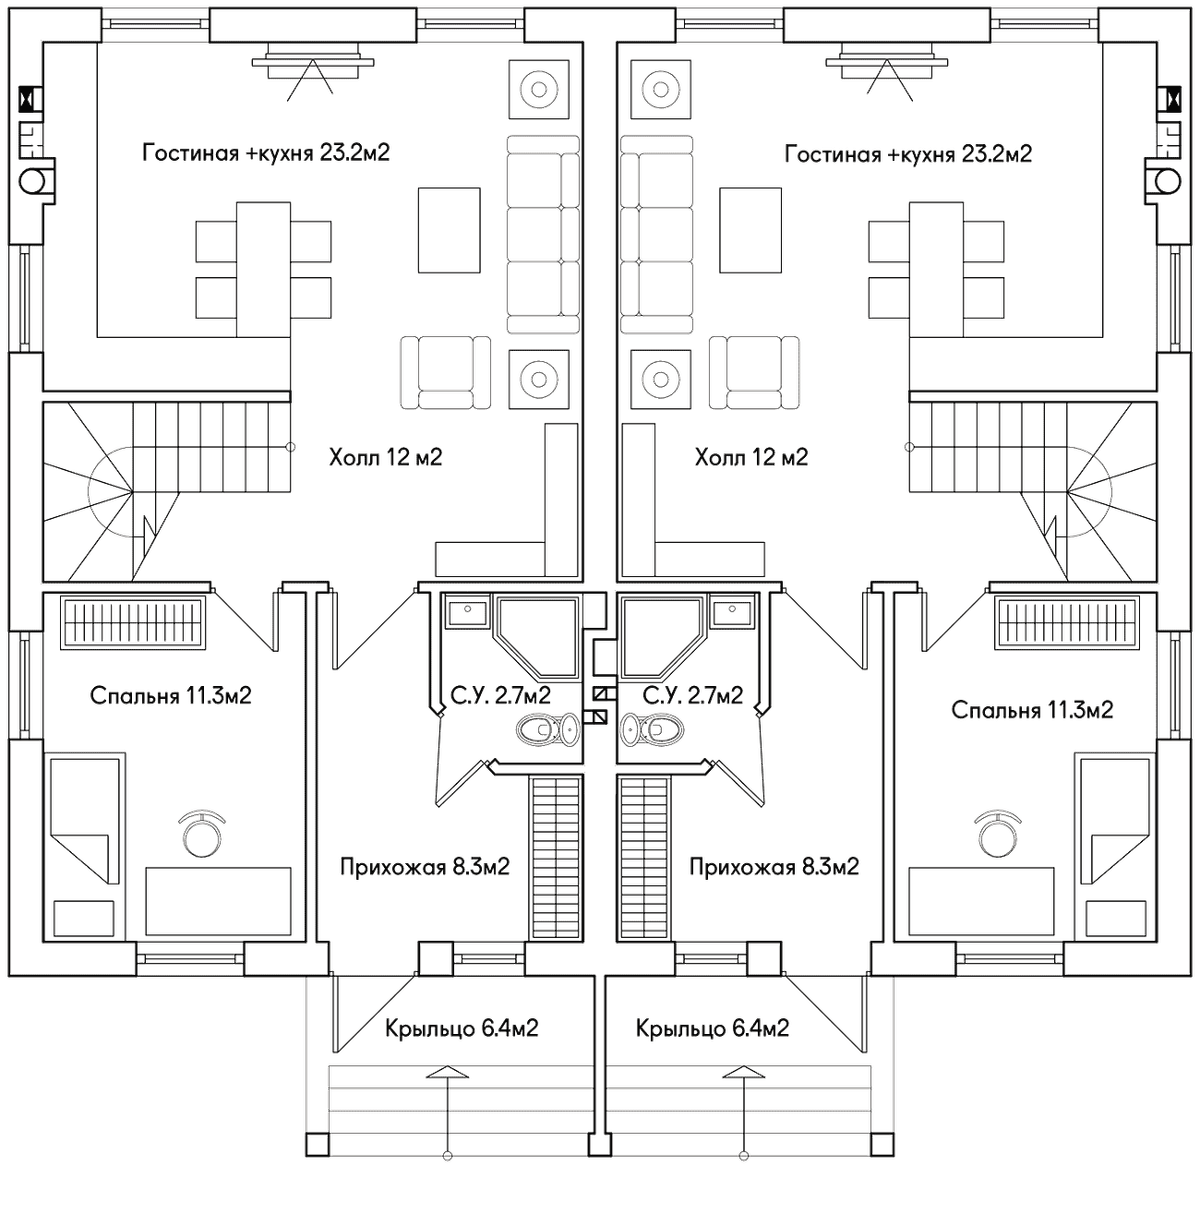 Гостиная +кухня 23.2м2
Гостиная +кухня 23.2м2
Холл 12 м2
Холл 12 м2
Спальня 11.3м2
С.У. 2.7м2
С.У. 2.7м2
Спальня 11.3м2
Прихожая 8.3м2
Прихожая 8.3м2
Крыльцо 6.4м2
Крыльцо 6.4м2